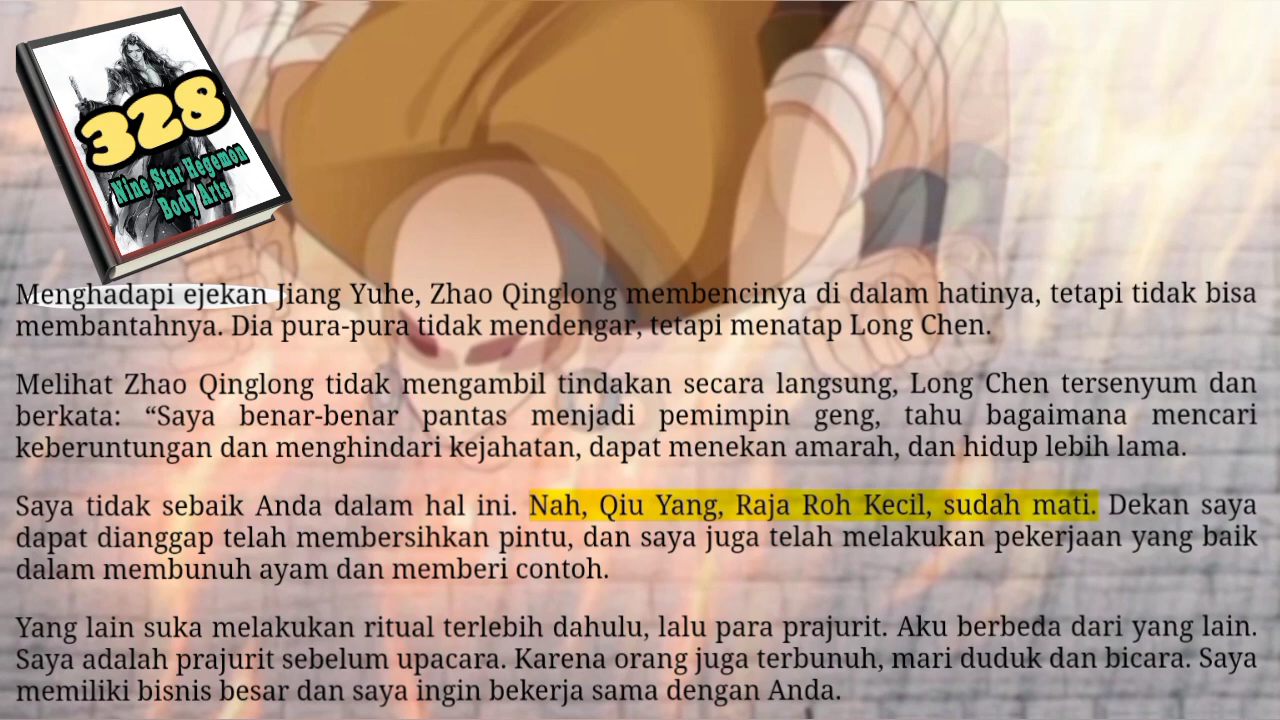 328
Nine Star Hegemon
Body Arts
Menghadapi ejekan Jiang Yuhe, Zhao Qinglong membencinya di dalam hatinya, tetapi tidak bisa
membantahnya. Dia pura-pura tidak mendengar, tetapi menatap Long Chen.
Melihat Zhao Qinglong tidak mengambil tindakan secara langsung, Long Chen tersenyum dan
berkata: “Saya benar-benar pantas menjadi pemimpin geng, tahu bagaimana mencari
keberuntungan dan menghindari kejahatan, dapat menekan amarah, dan hidup lebih lama.
Saya tidak sebaik Anda dalam hal ini. Nah, Qiu Yang, Raja Roh Kecil, sudah mati. Dekan saya
dapat dianggap telah membersihkan pintu, dan saya juga telah melakukan pekerjaan yang baik
dalam membunuh ayam dan memberi contoh.
Yang lain suka melakukan ritual terlebih dahulu, lalu para prajurit. Aku berbeda dari yang lain.
Saya adalah prajurit sebelum upacara. Karena orang juga terbunuh, mari duduk dan bicara. Saya
memiliki bisnis besar dan saya ingin bekerja sama dengan Anda.